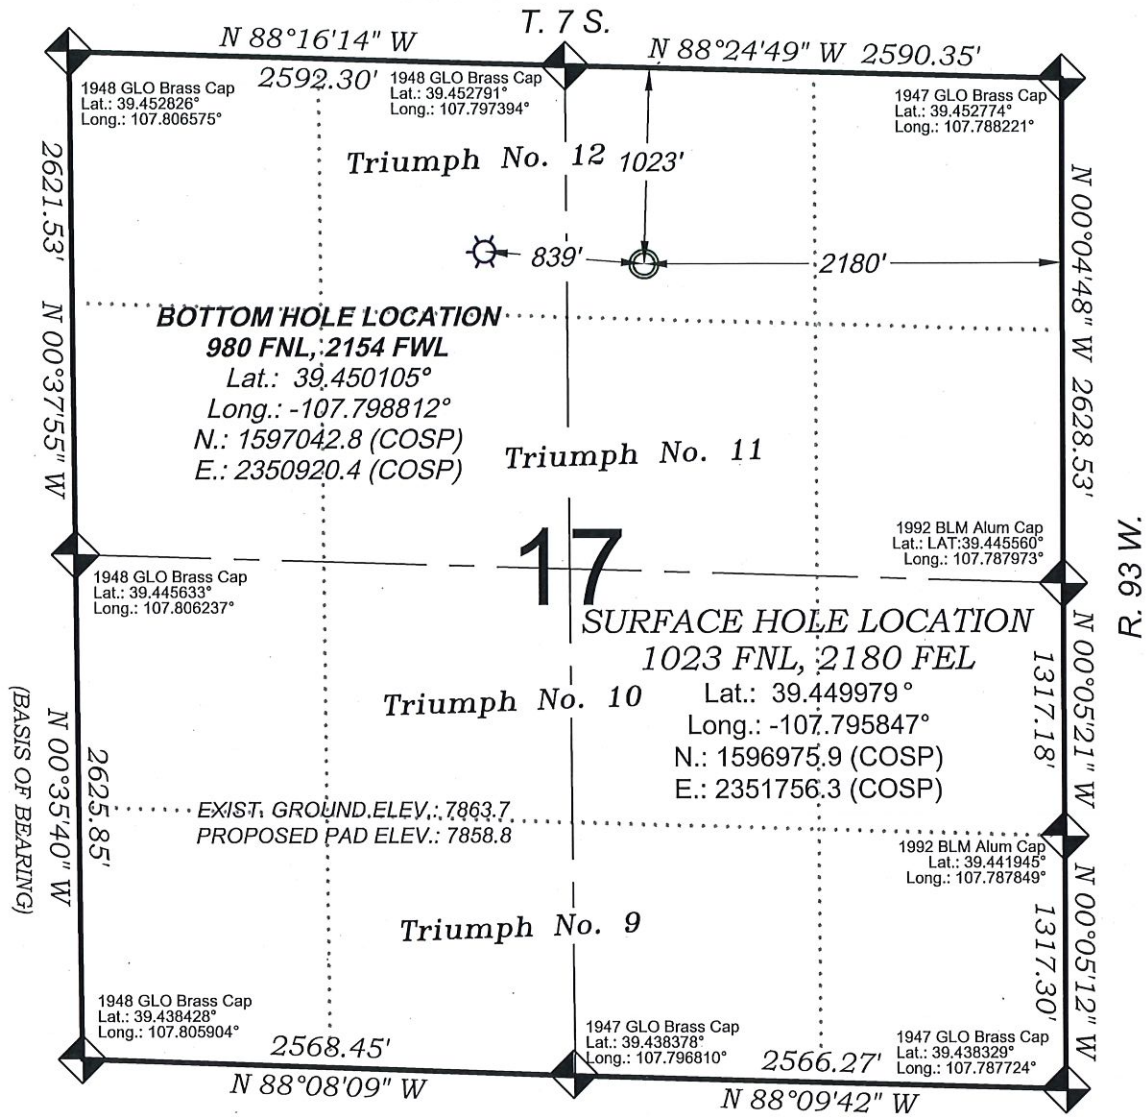 T. 7 S.
N 88°16'14" W
2592.30'
N 88°24'49" W 2590.35'
1948 GLO Brass Cap
Lat.: 39.452826°
Long.: 107.806575°
1948 GLO Brass Cap
Lat.: 39.452791°
Long.: 107.797394°
1947 GLO Brass Cap
Lat.: 39.452774°
Long.: 107.788221°
Triumph No. 12
1023'
839'
2180'
2621.53'
N 00°37'55" W
N 00°04'48" W 2628.53'
BOTTOM HOLE LOCATION
980 FNL, 2154 FWL
Lat.: 39.450105°
Long.: -107.798812°
N.: 1597042.8 (COSP)
E.: 2350920.4 (COSP)
Triumph No. 11
17
1992 BLM Alum Cap
Lat.: LAT:39.445560°
Long.: 107.787973°
R. 93 W.
1948 GLO Brass Cap
Lat.: 39.445633°
Long.: 107.806237°
SURFACE HOLE LOCATION
1023 FNL, 2180 FEL
Lat.: 39.449979°
Long.: -107.795847°
N.: 1596975.9 (COSP)
E.: 2351756.3 (COSP)
Triumph No. 10
N 00°05'21" W
1317.18'
2625.85'
N 00°35'40" W
(BASIS OF BEARING)
EXIST. GROUND ELEV.: 7863.7
PROPOSED PAD ELEV.: 7858.8
1992 BLM Alum Cap
Lat.: 39.441945°
Long.: 107.787849°
Triumph No. 9
N 00°05'12" W
1317.30'
1948 GLO Brass Cap
Lat.: 39.438428°
Long.: 107.805904°
1947 GLO Brass Cap
Lat.: 39.438378°
Long.: 107.796810°
1947 GLO Brass Cap
Lat.: 39.438329°
Long.: 107.787724°
2568.45'
N 88°08'09" W
2566.27'
N 88°09'42" W